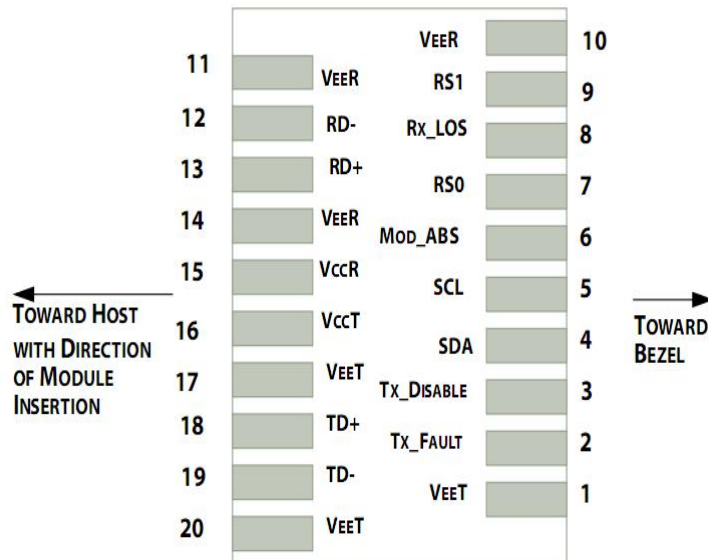 VEER 10
11 VEER
RS1 9
12 RD-
RX_LOS 8
13 RD+
RS0 7
14 VEER
MOD_ABS 6
15 VCCR
SCL 5
TOWARD HOST
WITH DIRECTION
OF MODULE
INSERTION
16 VCCT
SDA 4
TOWARD
BEZEL
17 VEET
TX_DISABLE 3
18 TD+
TX_FAULT 2
19 TD-
VEET 1
20 VEET